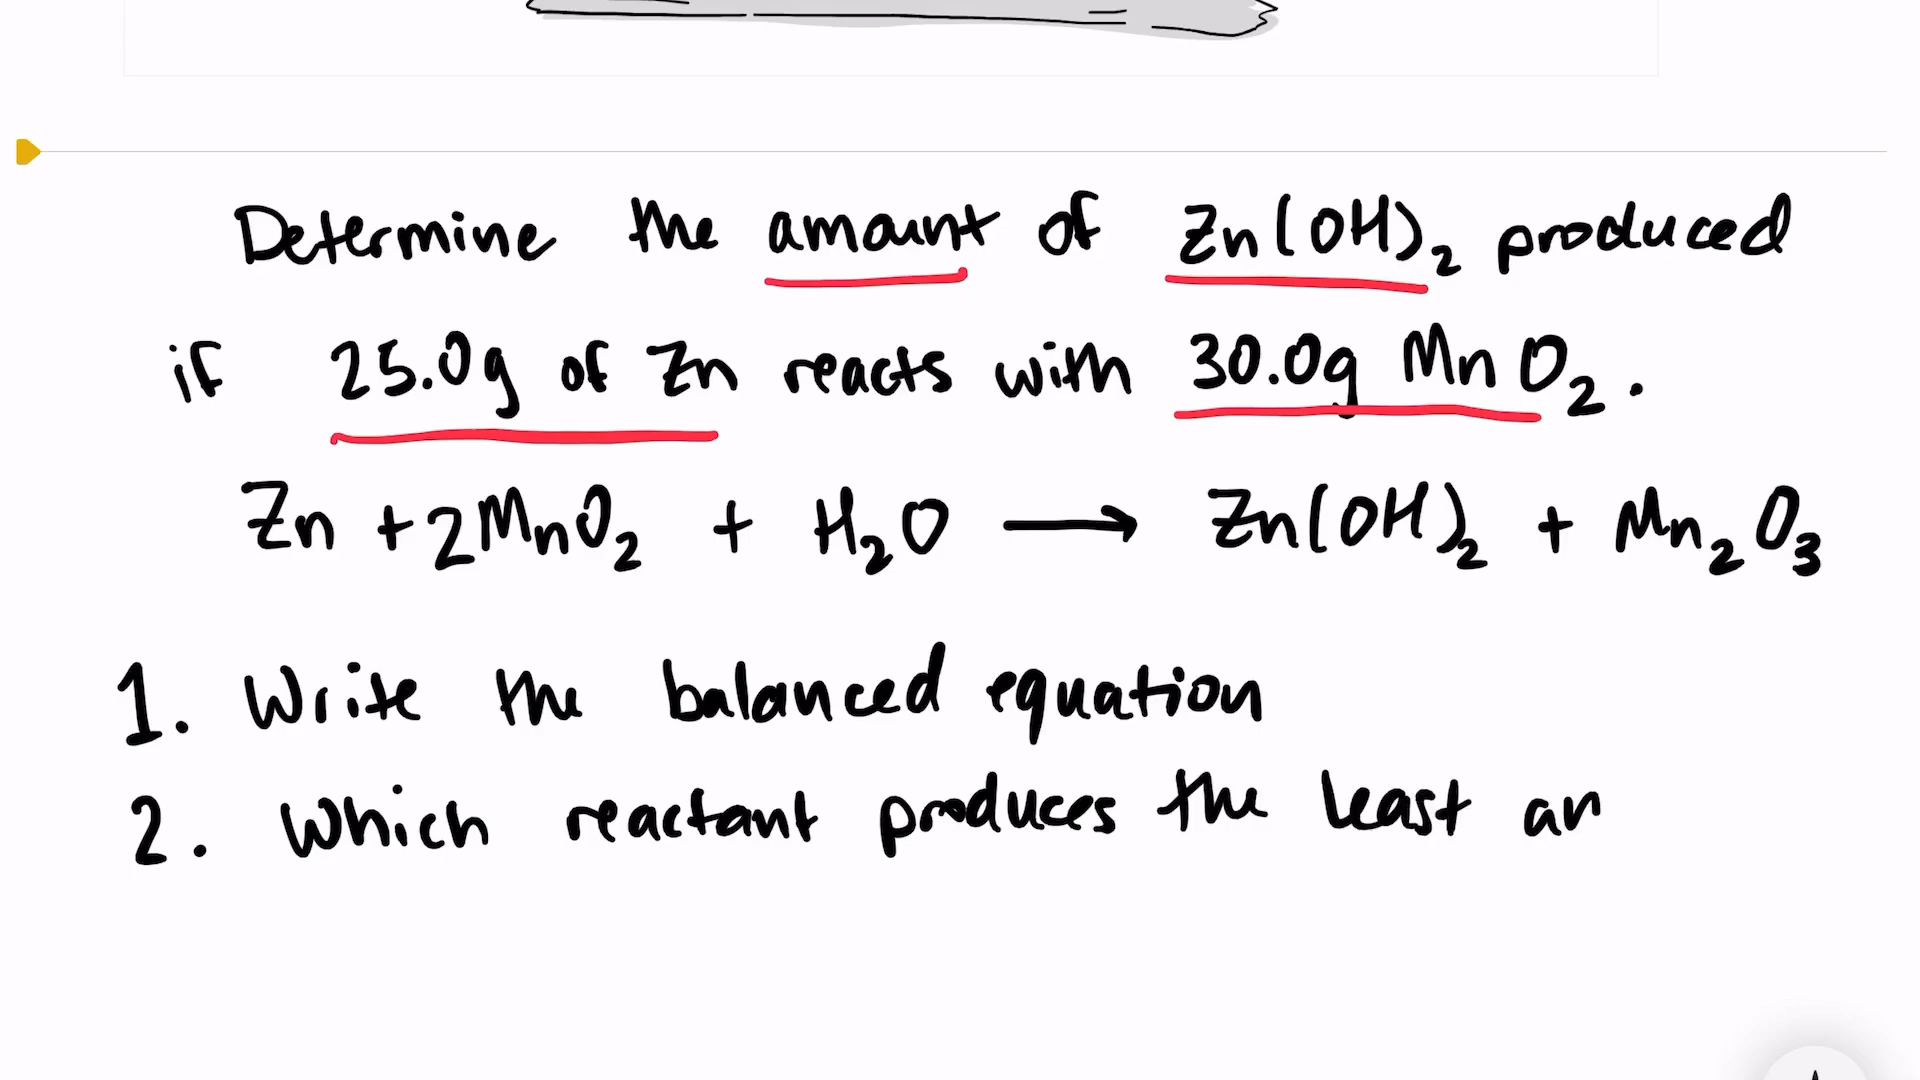 Determine the amount of Zn(OH)₂ produced
if 25.0g of Zn reacts with 30.0g MnO₂.
Zn + 2MnO₂ + H₂O → Zn(OH)₂ + Mn₂O₃
1. Write the balanced equation
2. Which reactant produces the least am